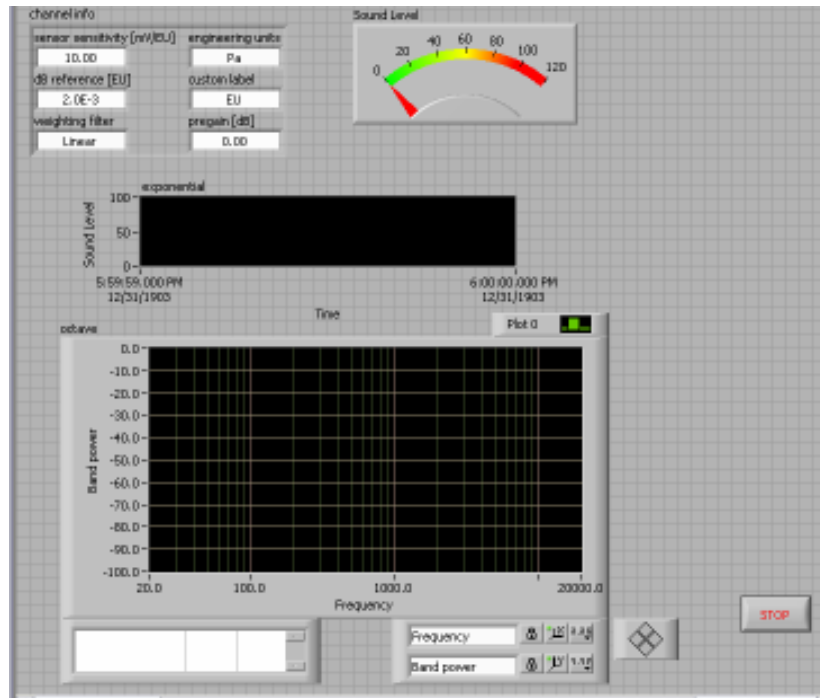 channel info
sensor sensitivity [mV/EU] engineering units
10.00 Pa
dB reference [EU] custom label
2.0E-3 EU
weighting filter pregain [dB]
Linear 0.00
Sound Level
0 20 40 60 80 100 120
exponential
Sound Level
100
50
0
5:59:59.000 PM
12/31/1903
6:00:00.000 PM
12/31/1903
Time
octave
Plot 0
Band power
0.0
-10.0
-20.0
-30.0
-40.0
-50.0
-60.0
-70.0
-80.0
-90.0
-100.0
20.0 100.0 1000.0 20000.0
Frequency
Frequency
Band power
STOP